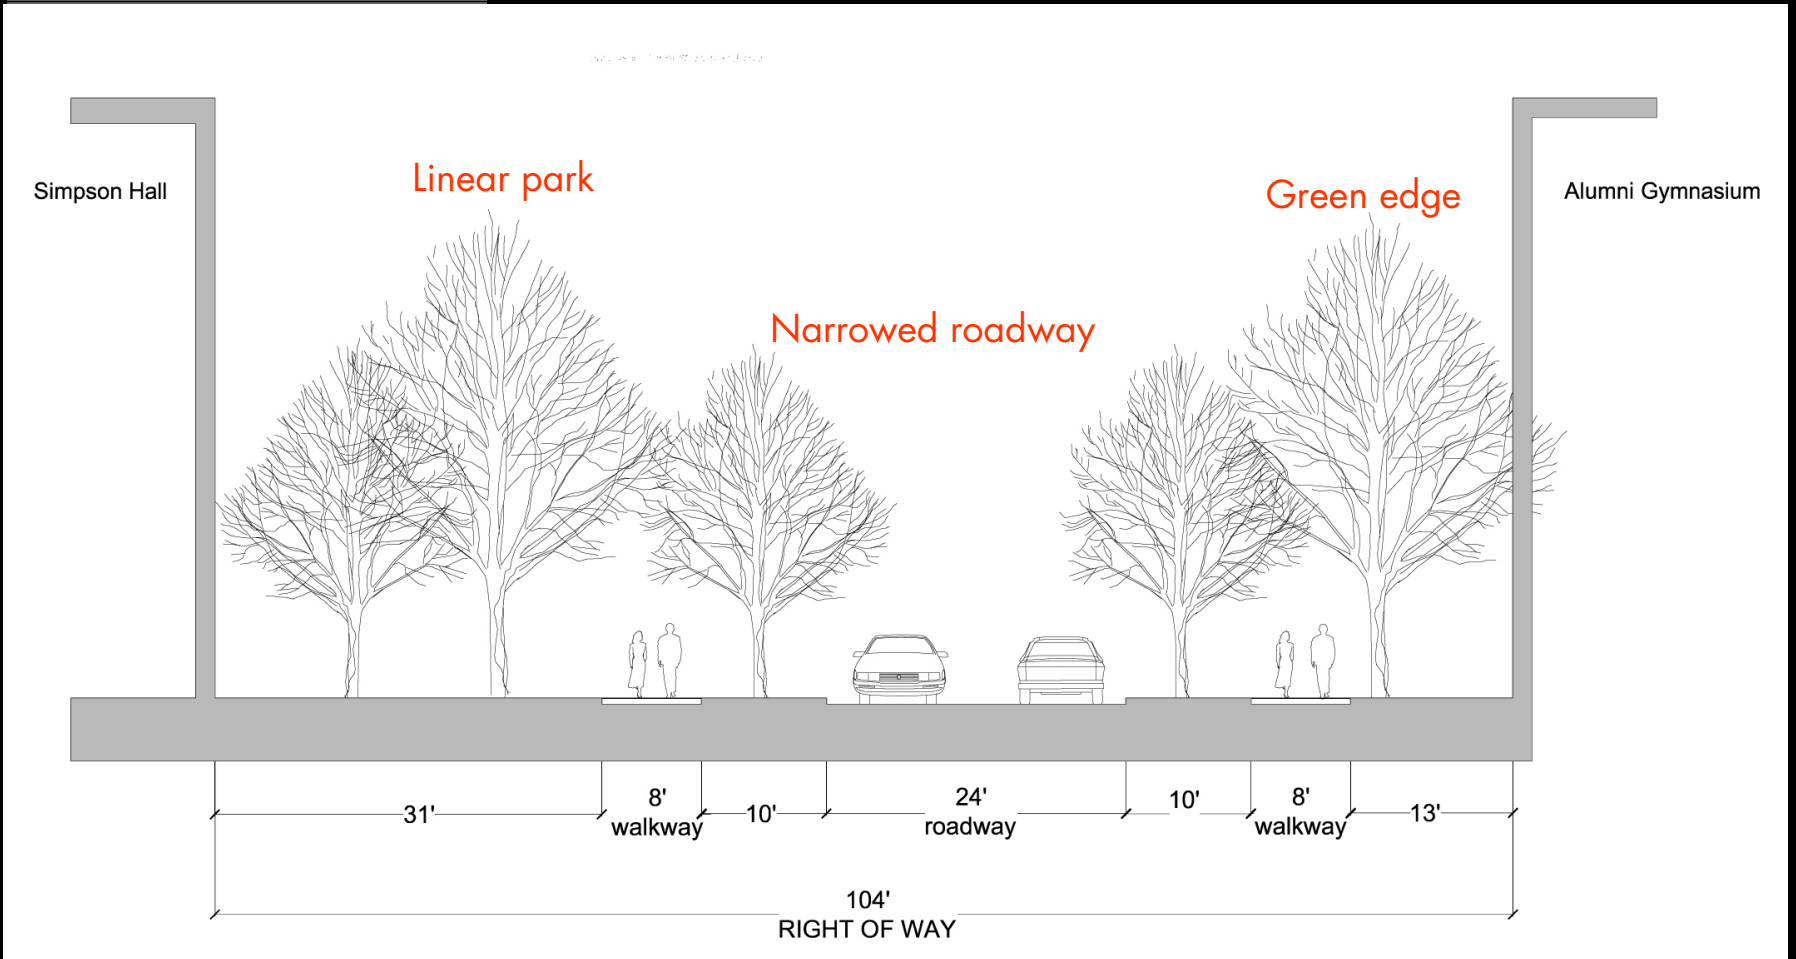 Linear park
Green edge
Simpson Hall
Alumni Gymnasium
Narrowed roadway
31'
8'
walkway
10'
24'
roadway
10'
8'
walkway
13'
104'
RIGHT OF WAY